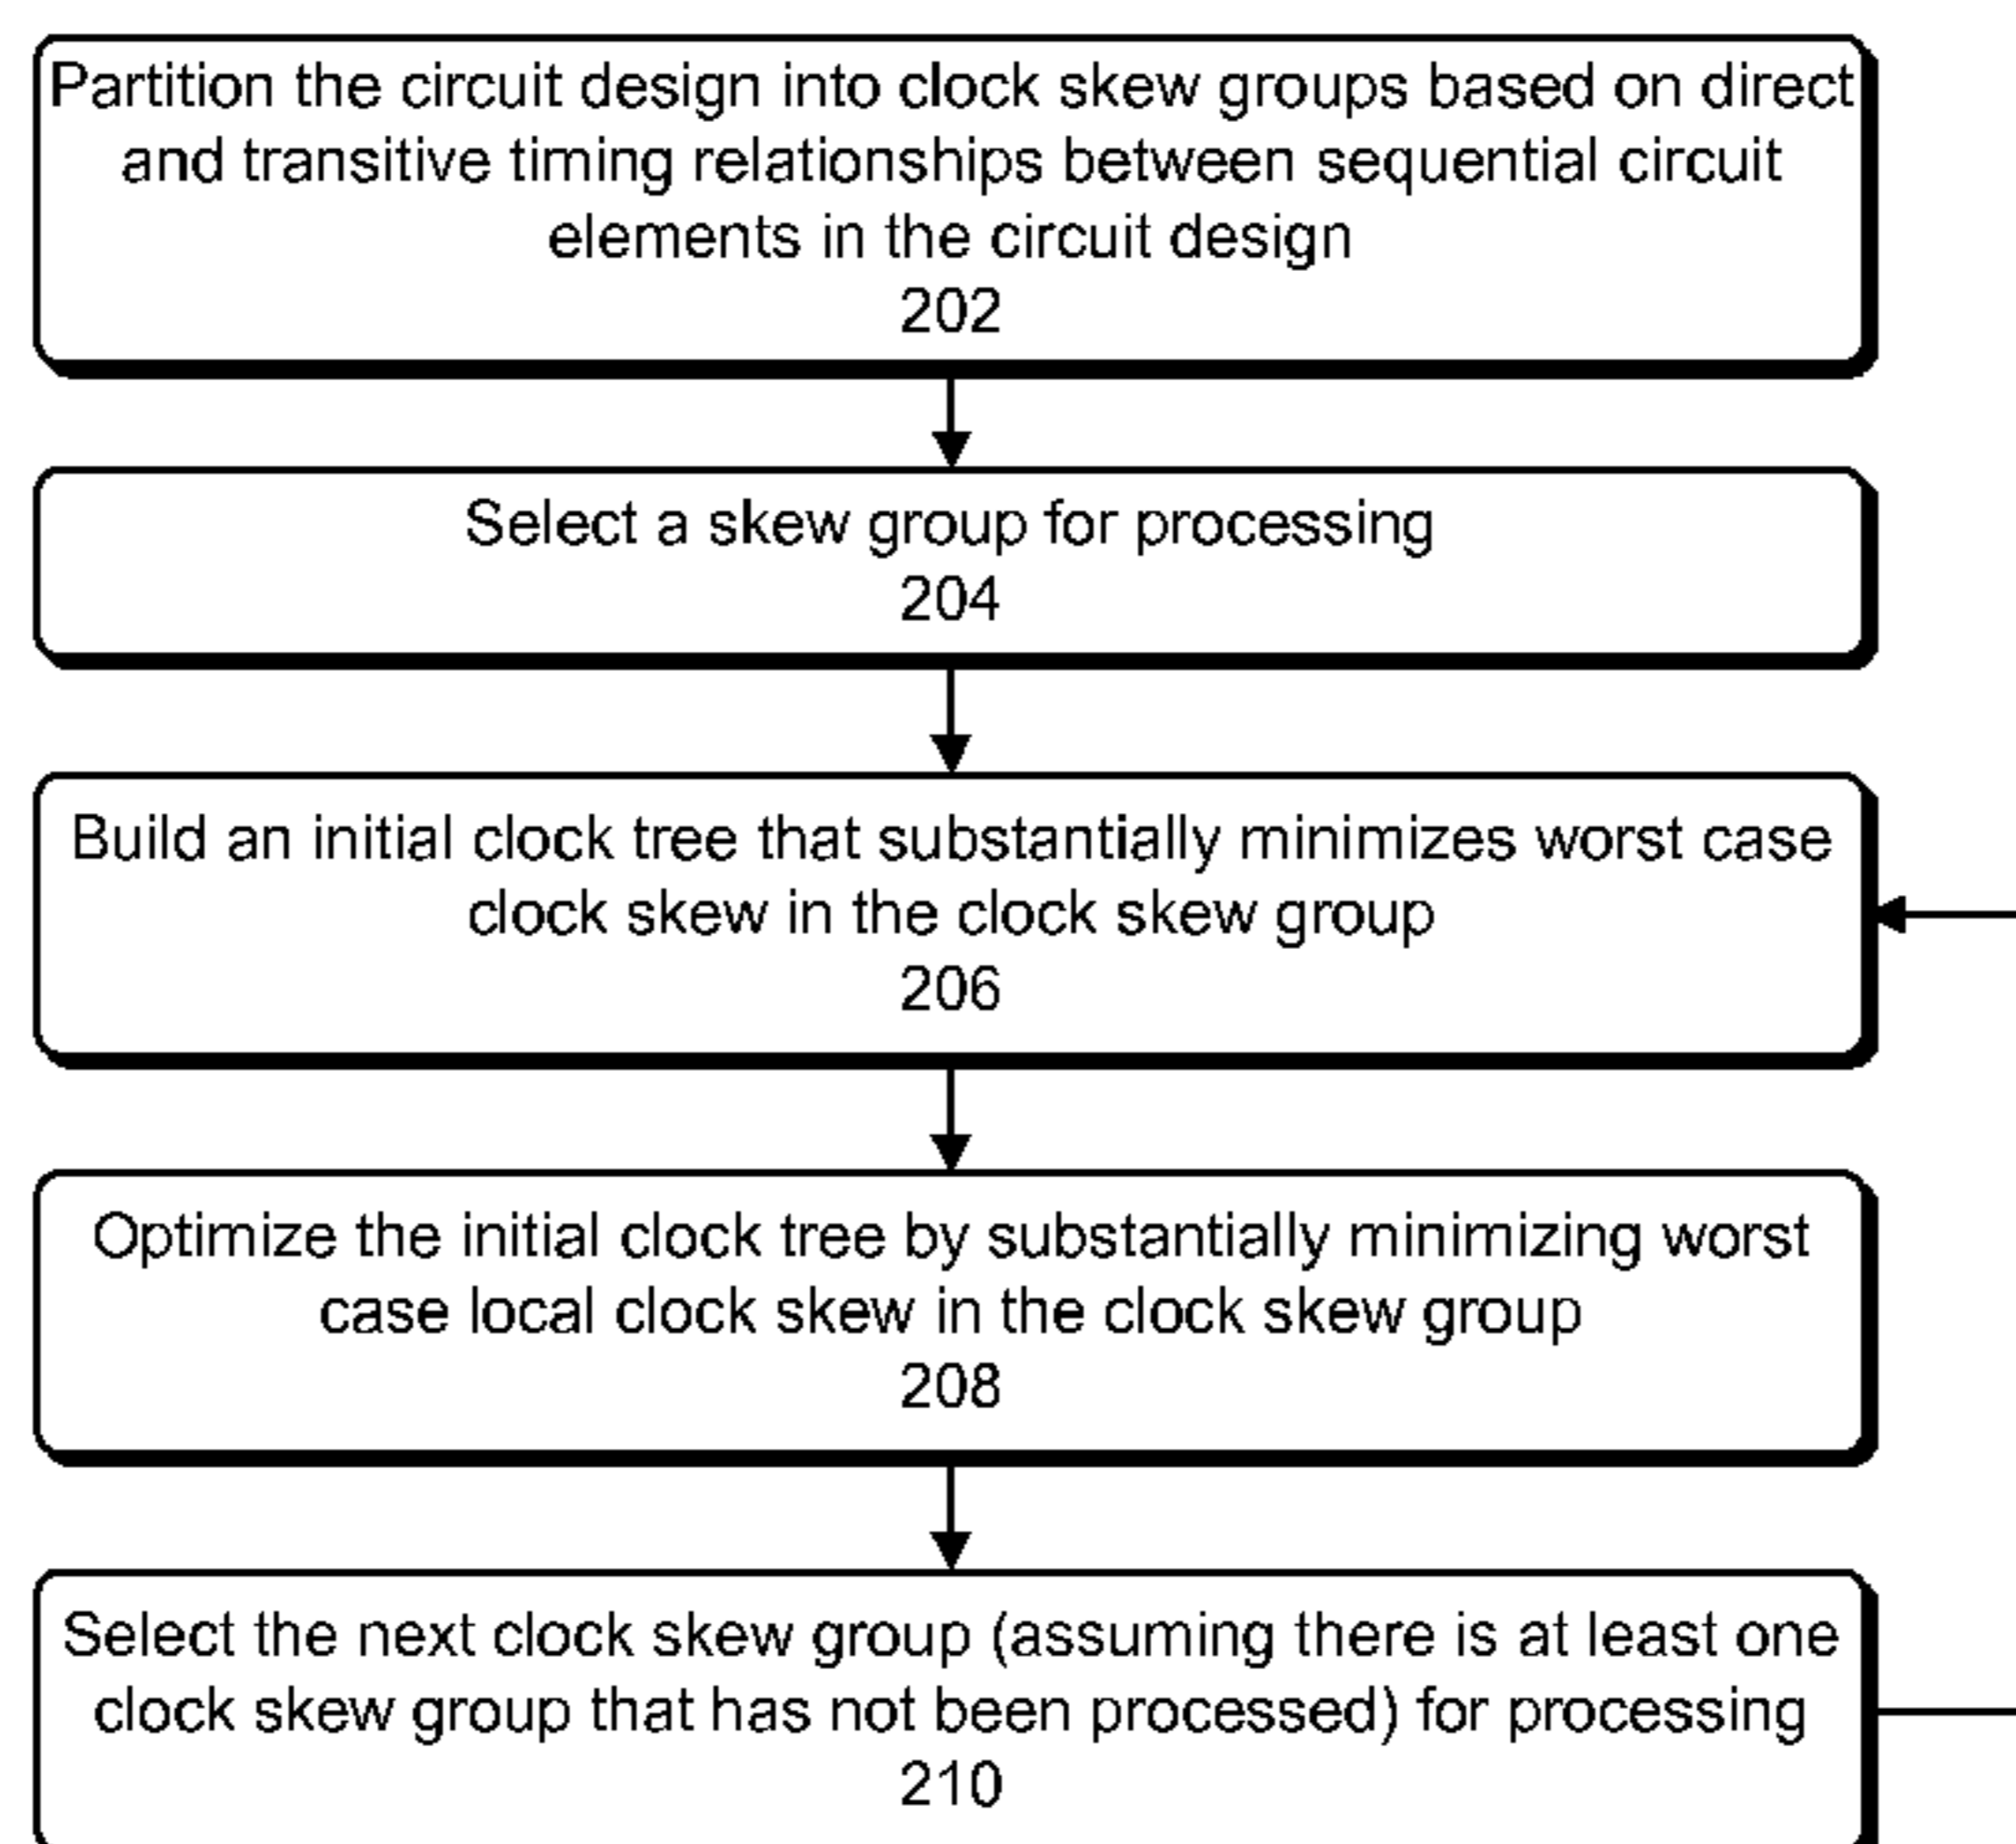 Partition the circuit design into clock skew groups based on direct
and transitive timing relationships between sequential circuit
elements in the circuit design
202
Select a skew group for processing
204
Build an initial clock tree that substantially minimizes worst case
clock skew in the clock skew group
206
Optimize the initial clock tree by substantially minimizing worst
case local clock skew in the clock skew group
208
Select the next clock skew group (assuming there is at least one
clock skew group that has not been processed) for processing
210